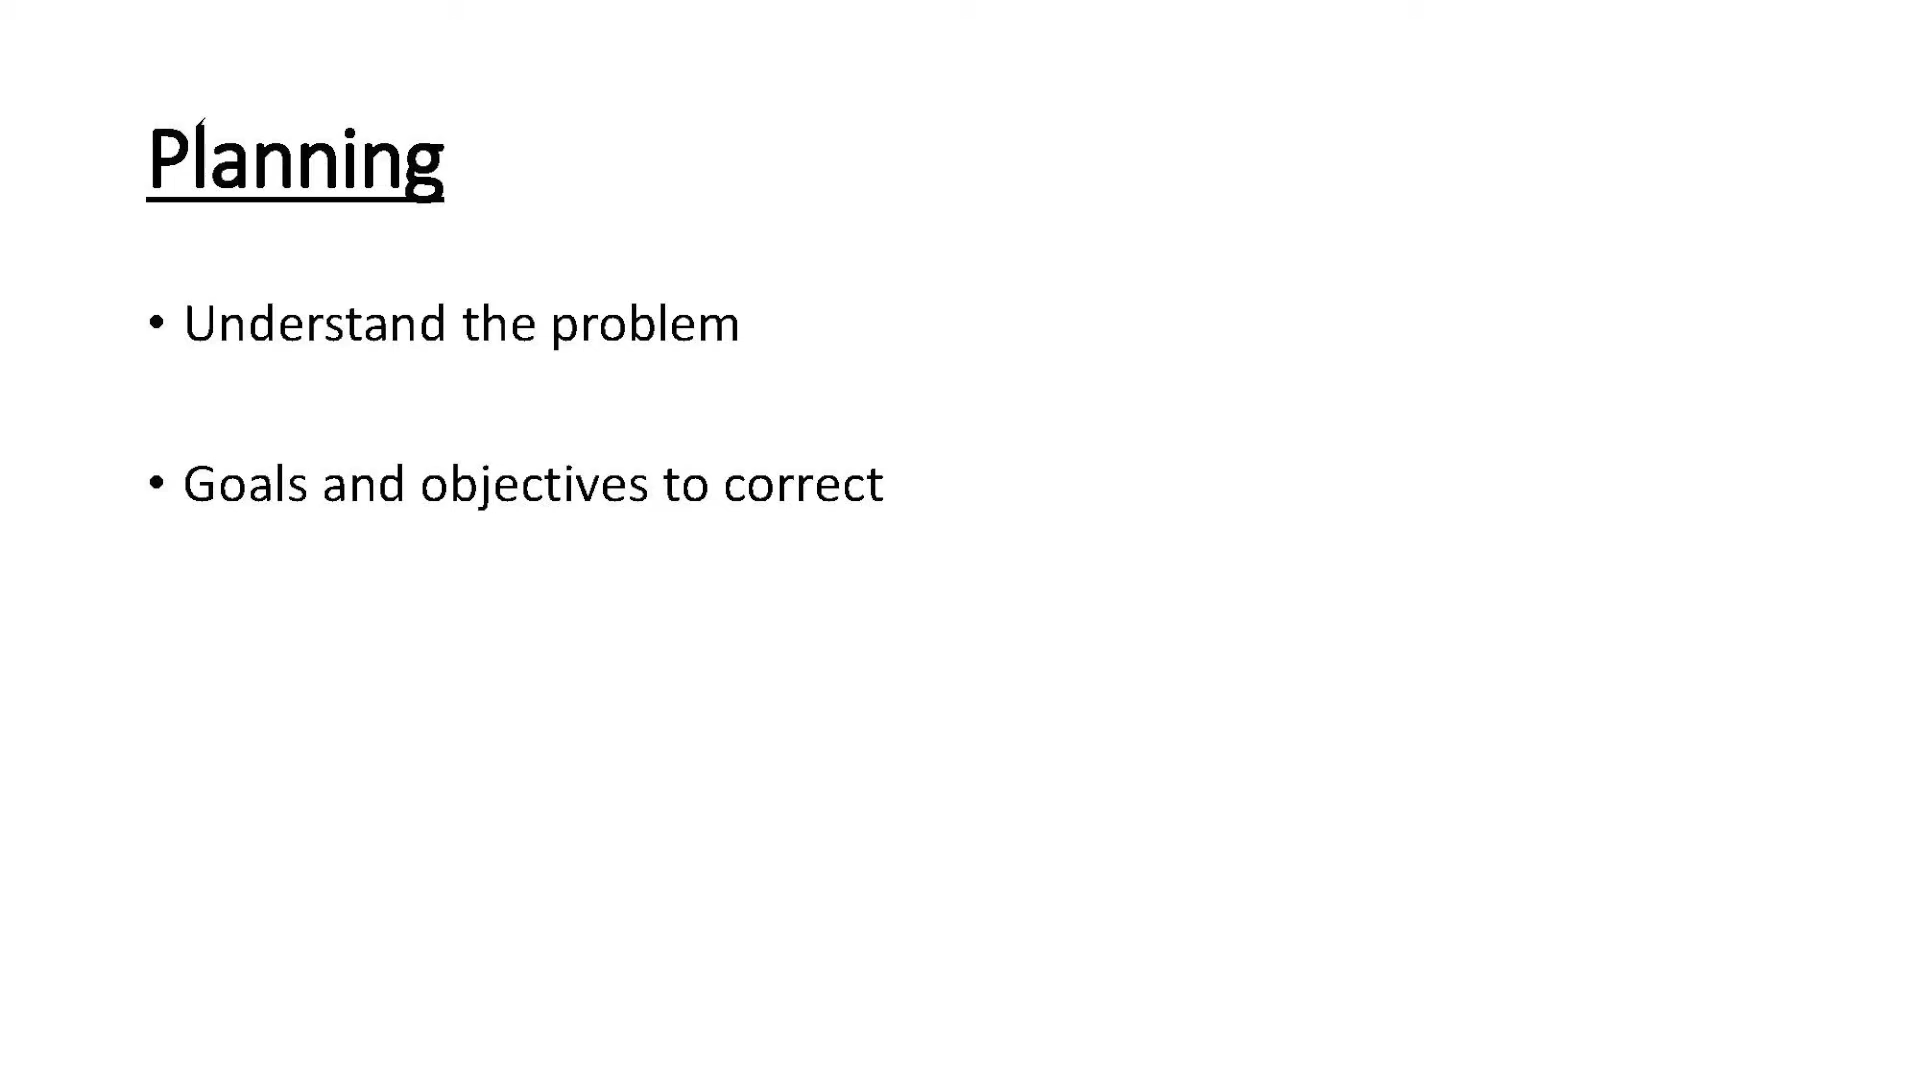 Planning
• Understand the problem
• Goals and objectives to correct